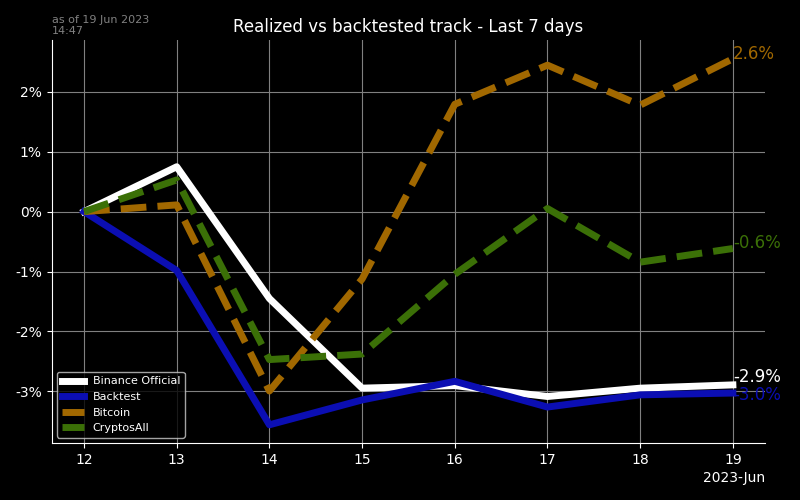 as of 19 Jun 2023
14:47
Realized vs backtested track - Last 7 days
2.6%
2%
1%
0%
-0.6%
-1%
-2%
-2.9%
-3.0%
-3%
Binance Official
Backtest
Bitcoin
CryptosAll
12 13 14 15 16 17 18 19
2023-Jun